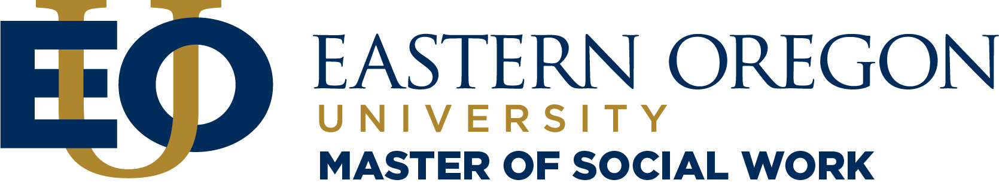 EOU
EASTERN OREGON
UNIVERSITY
MASTER OF SOCIAL WORK